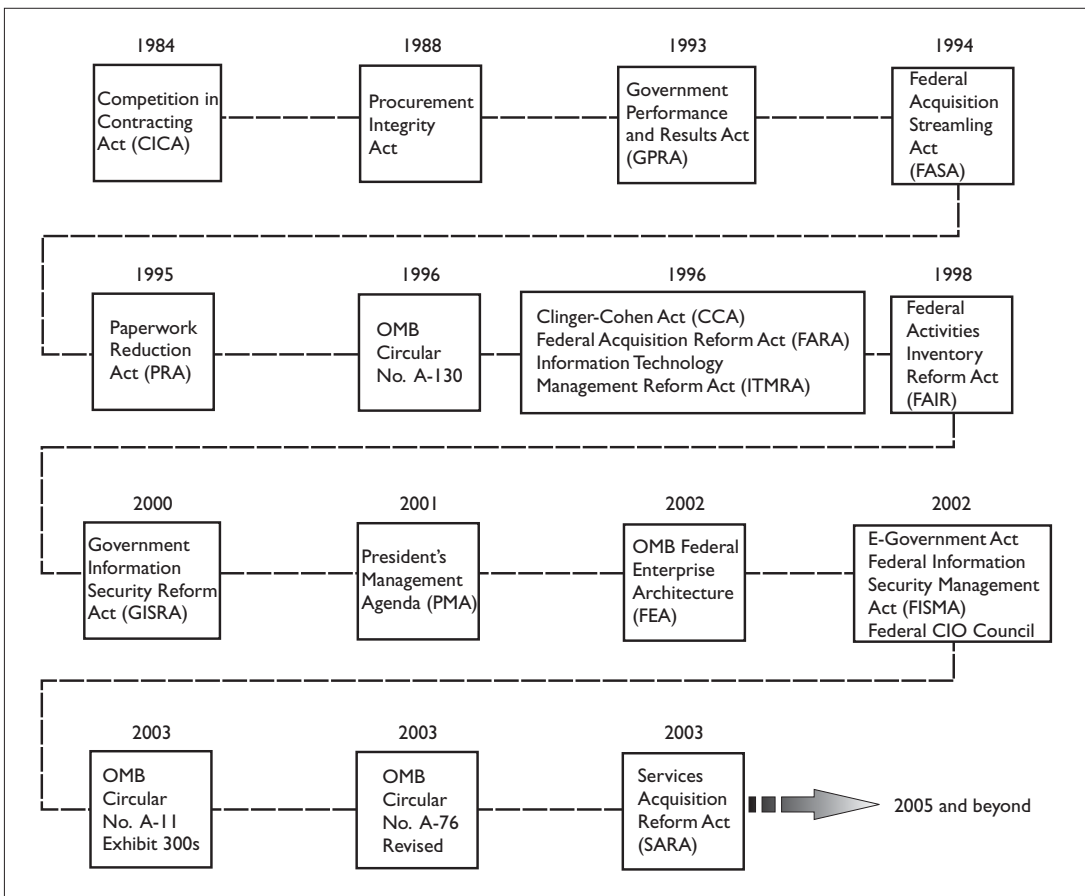 1984
Competition in
Contracting
Act (CICA)
1988
Procurement
Integrity
Act
1993
Government
Performance
and Results Act
(GPRA)
1994
Federal
Acquisition
Streamling
Act
(FASA)
1995
Paperwork
Reduction
Act (PRA)
1996
OMB
Circular
No. A-130
1996
Clinger-Cohen Act (CCA)
Federal Acquisition Reform Act (FARA)
Information Technology
Management Reform Act (ITMRA)
1998
Federal
Activities
Inventory
Reform Act
(FAIR)
2000
Government
Information
Security Reform
Act (GISRA)
2001
President’s
Management
Agenda (PMA)
2002
OMB Federal
Enterprise
Architecture
(FEA)
2002
E-Government Act
Federal Information
Security Management
Act (FISMA)
Federal CIO Council
2003
OMB
Circular
No. A-11
Exhibit 300s
2003
OMB
Circular
No. A-76
Revised
2003
Services
Acquisition
Reform Act
(SARA)
2005 and beyond